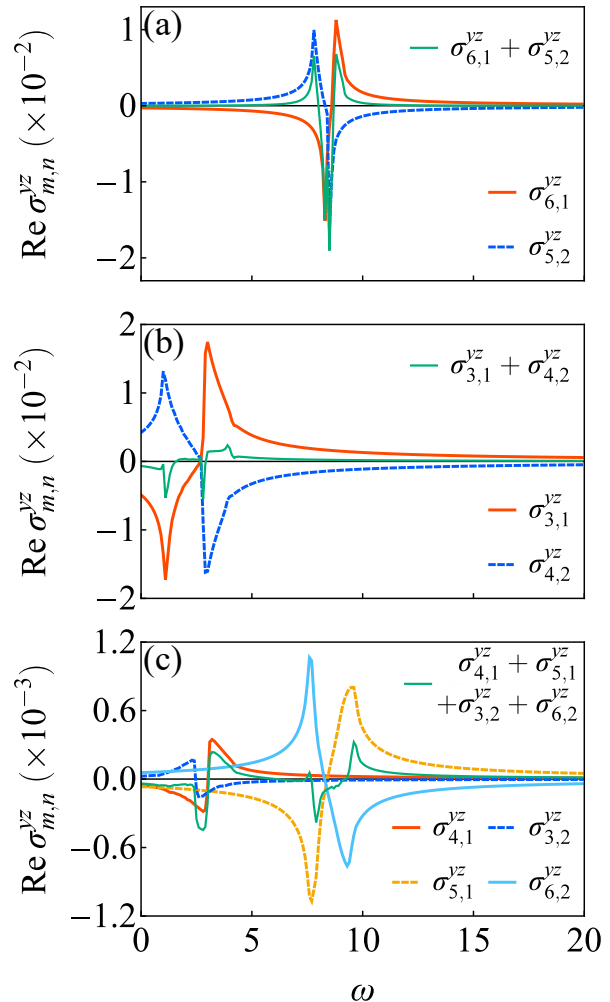 (a)
σ^{yz}_{6,1} + σ^{yz}_{5,2}
1
0
−1
−2
Re σ^{yz}_{m,n} (×10^{−2})
σ^{yz}_{6,1}
σ^{yz}_{5,2}
(b)
σ^{yz}_{3,1} + σ^{yz}_{4,2}
2
1
0
−1
−2
Re σ^{yz}_{m,n} (×10^{−2})
σ^{yz}_{3,1}
σ^{yz}_{4,2}
(c)
σ^{yz}_{4,1} + σ^{yz}_{5,1}
+σ^{yz}_{3,2} + σ^{yz}_{6,2}
1.2
0.6
0.0
−0.6
−1.2
Re σ^{yz}_{m,n} (×10^{−3})
σ^{yz}_{4,1} σ^{yz}_{3,2}
σ^{yz}_{5,1} σ^{yz}_{6,2}
0 5 10 15 20
ω